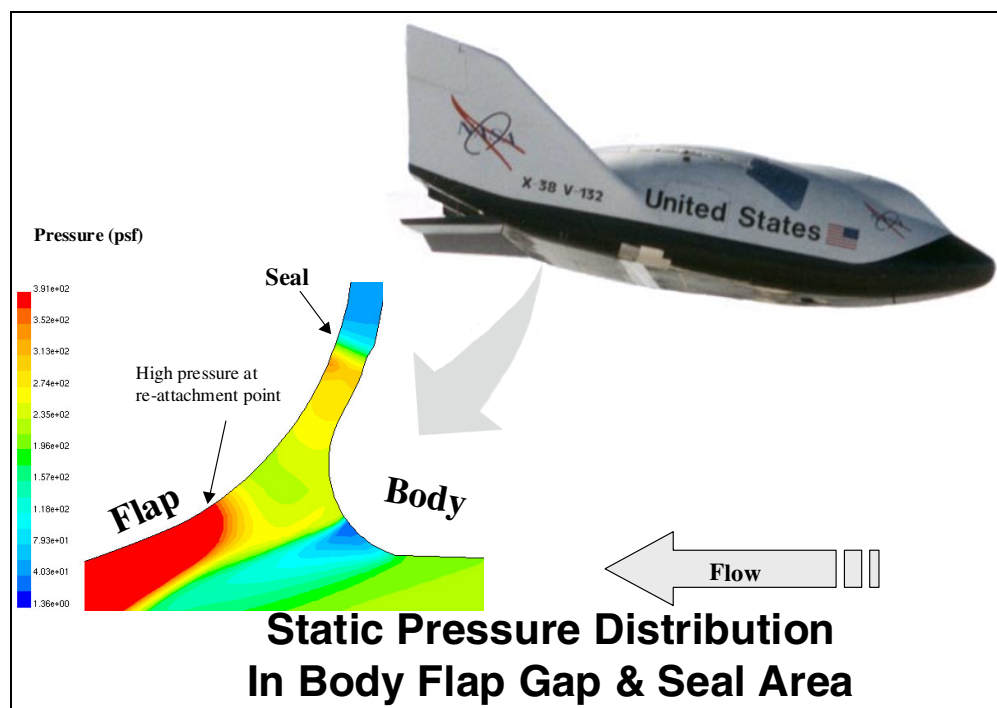 NASA
X-38 V-132
United States
NASA
Pressure (psf)
Seal
3.91e+02
3.52e+02
3.13e+02
2.74e+02
2.35e+02
1.96e+02
1.57e+02
1.18e+02
7.93e+01
4.03e+01
1.36e+00
High pressure at
re-attachment point
Flap
Body
Flow
Static Pressure Distribution
In Body Flap Gap & Seal Area